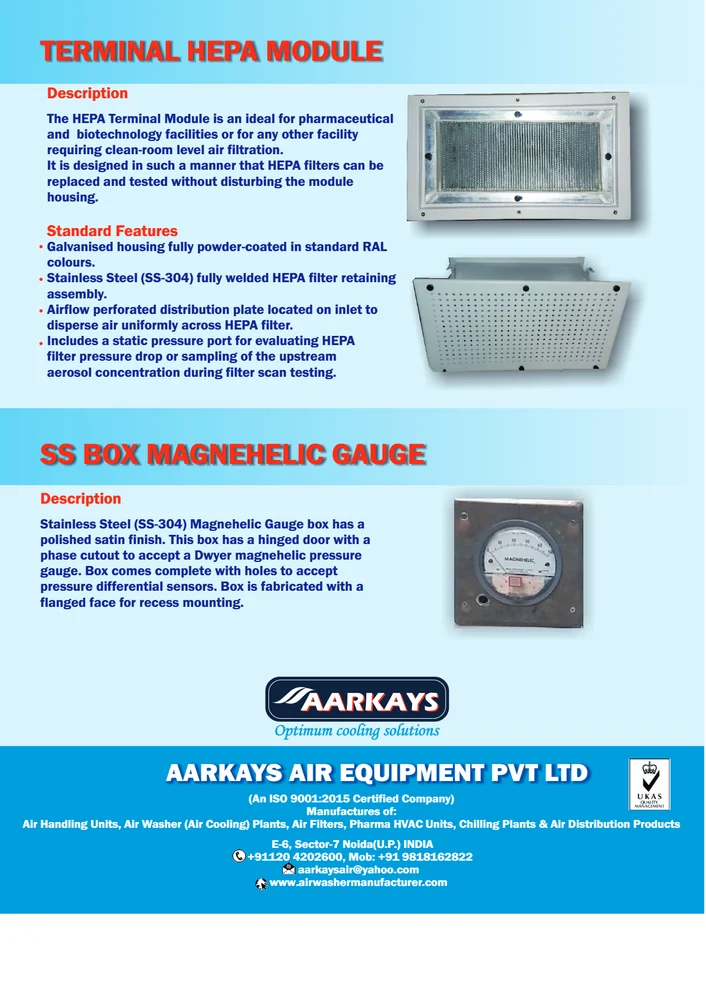 TERMINAL HEPA MODULE
Description
The HEPA Terminal Module is an ideal for pharmaceutical
and biotechnology facilities or for any other facility
requiring clean-room level air filtration.
It is designed in such a manner that HEPA filters can be
replaced and tested without disturbing the module
housing.
Standard Features
• Galvanised housing fully powder-coated in standard RAL
colours.
• Stainless Steel (SS-304) fully welded HEPA filter retaining
assembly.
• Airflow perforated distribution plate located on inlet to
disperse air uniformly across HEPA filter.
• Includes a static pressure port for evaluating HEPA
filter pressure drop or sampling of the upstream
aerosol concentration during filter scan testing.
SS BOX MAGNEHELIC GAUGE
Description
Stainless Steel (SS-304) Magnehelic Gauge box has a
polished satin finish. This box has a hinged door with a
phase cutout to accept a Dwyer magnehelic pressure
gauge. Box comes complete with holes to accept
pressure differential sensors. Box is fabricated with a
flanged face for recess mounting.
MAGNEHELIC
AARKAYS
Optimum cooling solutions
AARKAYS AIR EQUIPMENT PVT LTD
(An ISO 9001:2015 Certified Company)
Manufactures of:
Air Handling Units, Air Washer (Air Cooling) Plants, Air Filters, Pharma HVAC Units, Chilling Plants & Air Distribution Products
E-6, Sector-7 Noida(U.P.) INDIA
+91120 4202600, Mob: +91 9818162822
aarkaysair@yahoo.com
www.airwashermanufacturer.com
UKAS
QUALITY
MANAGEMENT